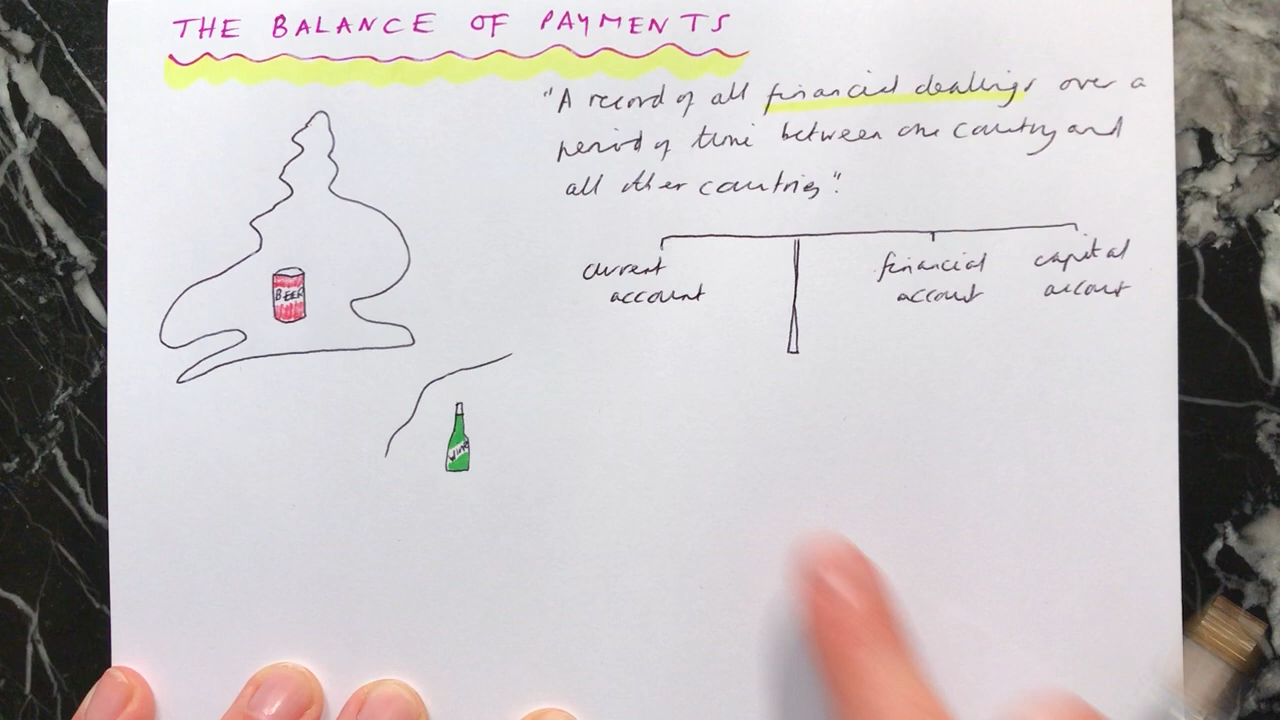 THE BALANCE OF PAYMENTS
"A record of all financial dealings over a
period of time between one country and
all other countries".
current
account
financial
account
capital
account
BEER
WINE